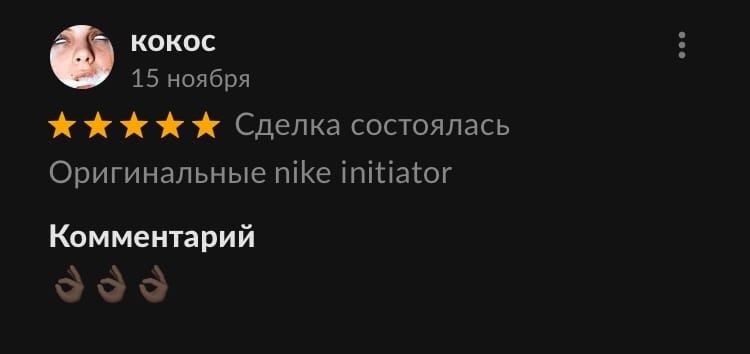 кокос
15 ноября
Сделка состоялась
Оригинальные nike initiator
Комментарий
👌🏿👌🏿👌🏿